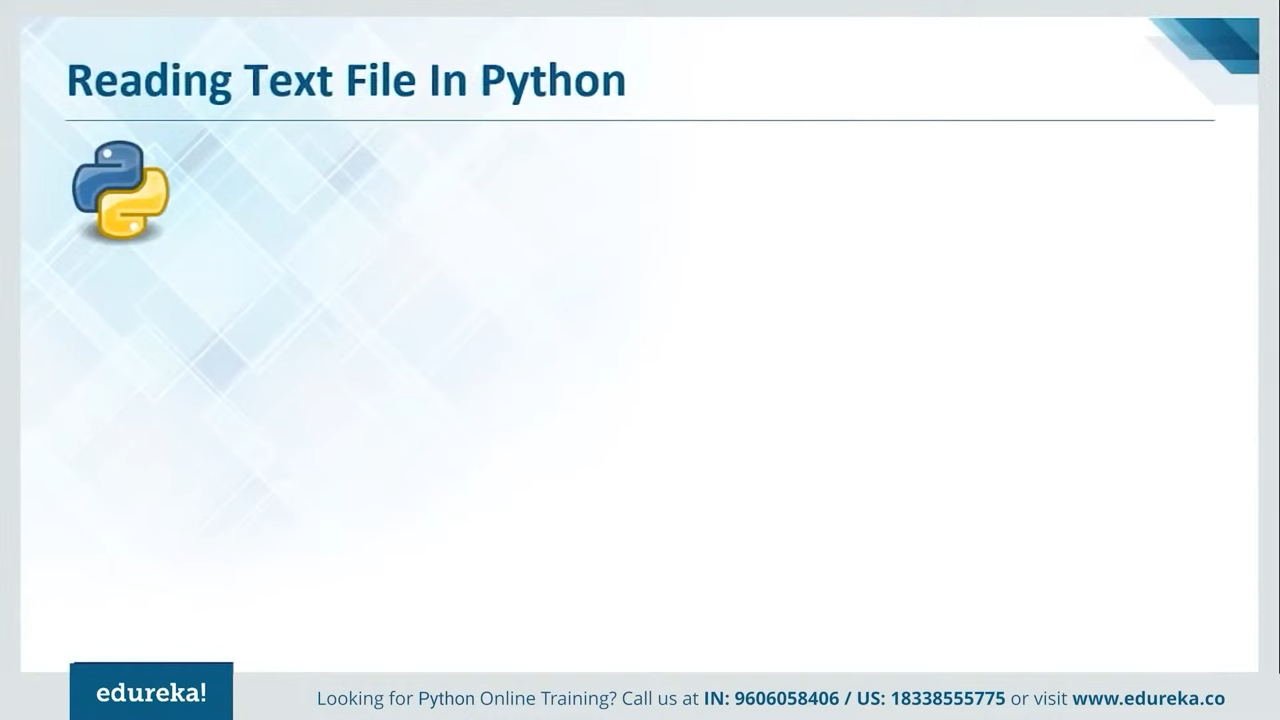 Reading Text File In Python
edureka!
Looking for Python Online Training? Call us at IN: 9606058406 / US: 18338555775 or visit www.edureka.co